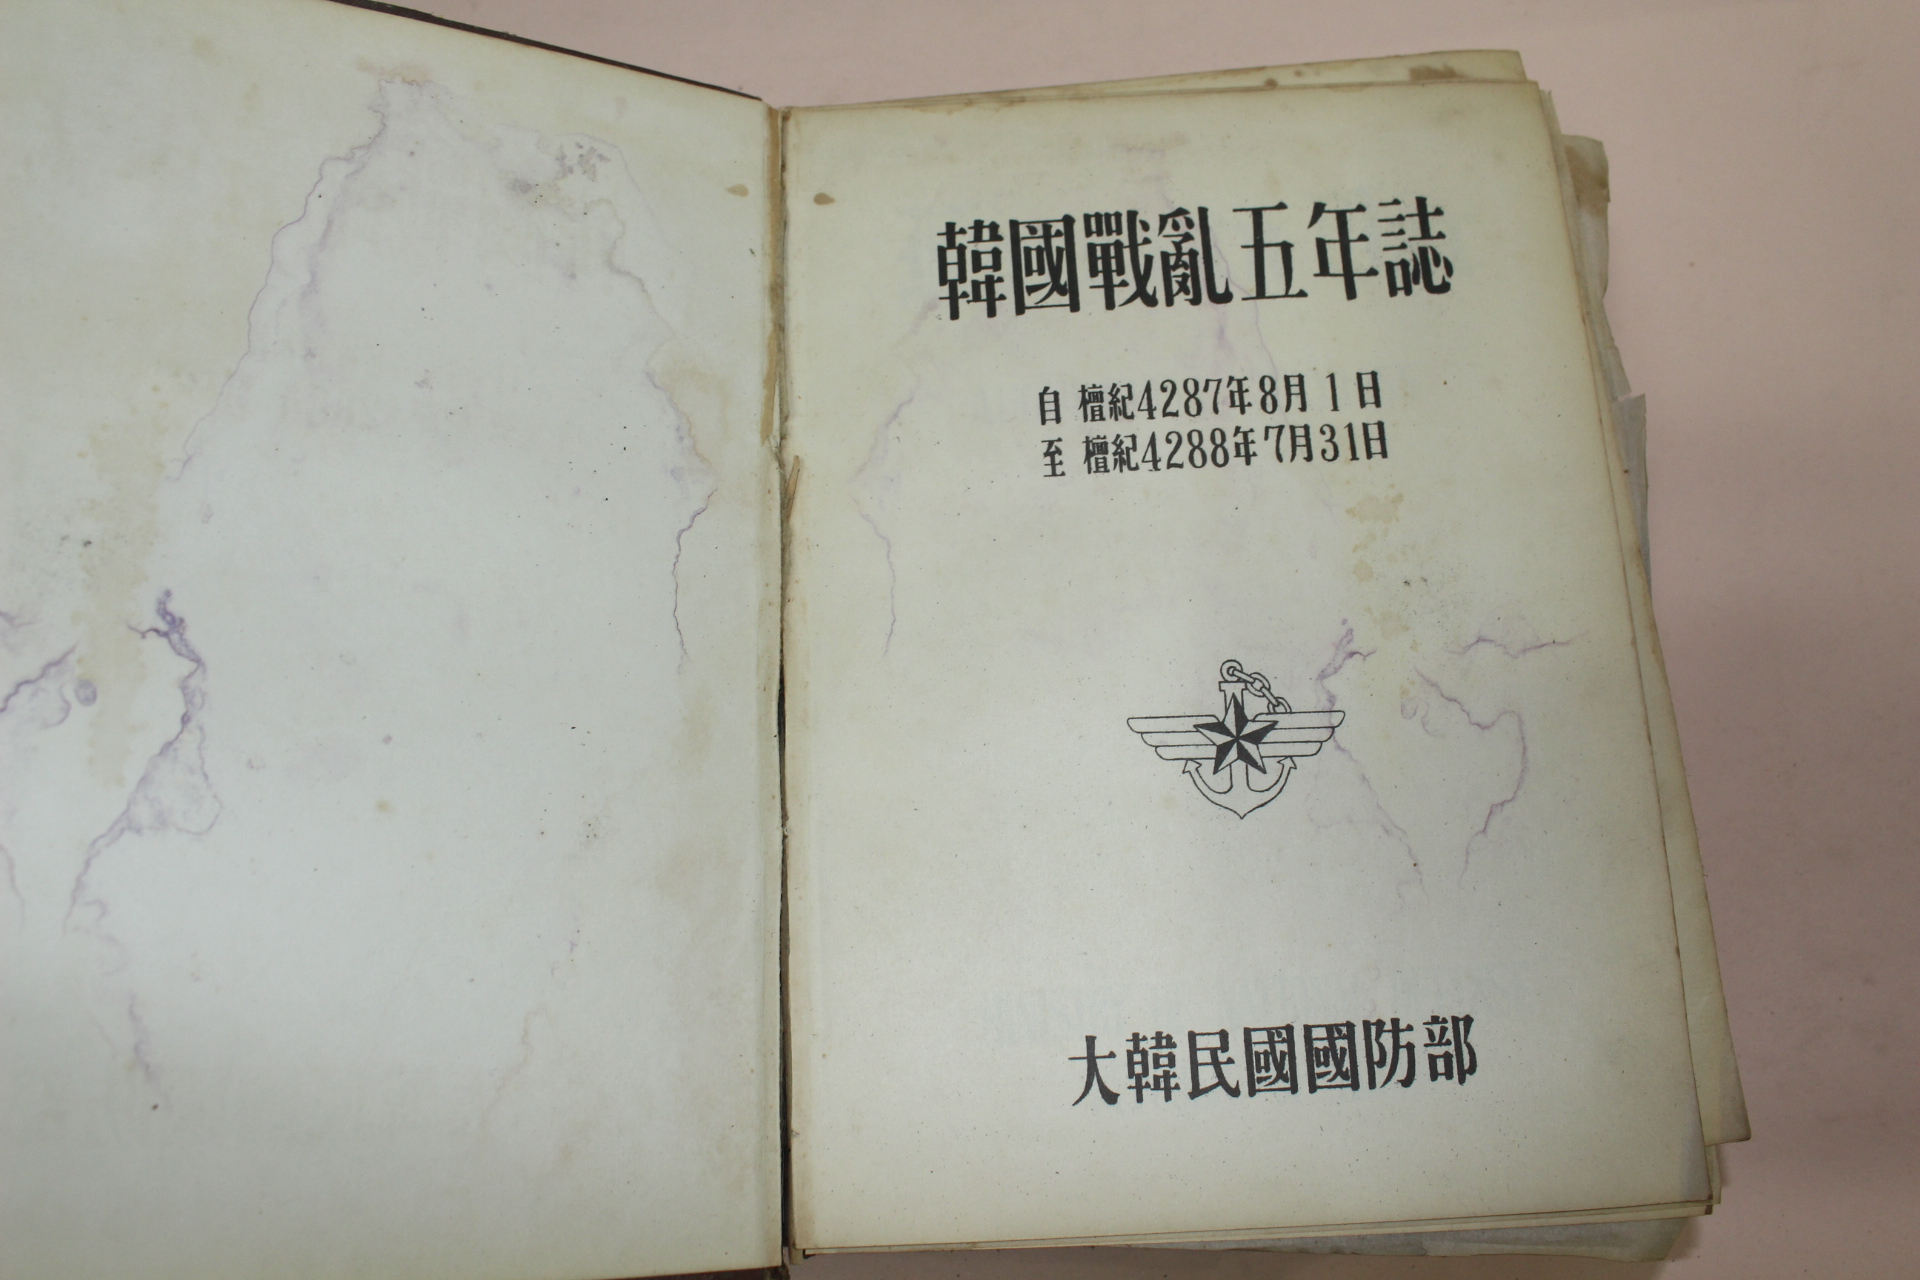 韓國戰亂五年誌
自 檀紀4287年8月1日
至 檀紀4288年7月31日
大韓民國國防部